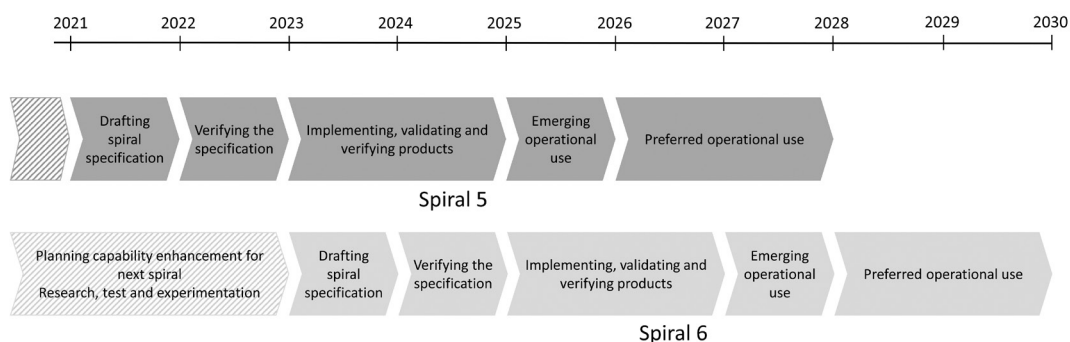 2021 2022 2023 2024 2025 2026 2027 2028 2029 2030
Drafting
spiral
specification
Verifying the
specification
Implementing, validating and
verifying products
Emerging
operational
use
Preferred operational use
Spiral 5
Planning capability enhancement for
next spiral
Research, test and experimentation
Drafting
spiral
specification
Verifying the
specification
Implementing, validating and
verifying products
Emerging
operational
use
Preferred operational use
Spiral 6